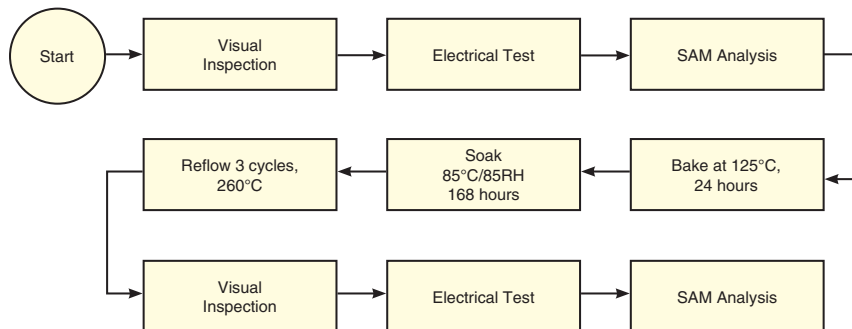 Start
Visual
Inspection
Electrical Test
SAM Analysis
Reflow 3 cycles,
260°C
Soak
85°C/85RH
168 hours
Bake at 125°C,
24 hours
Visual
Inspection
Electrical Test
SAM Analysis